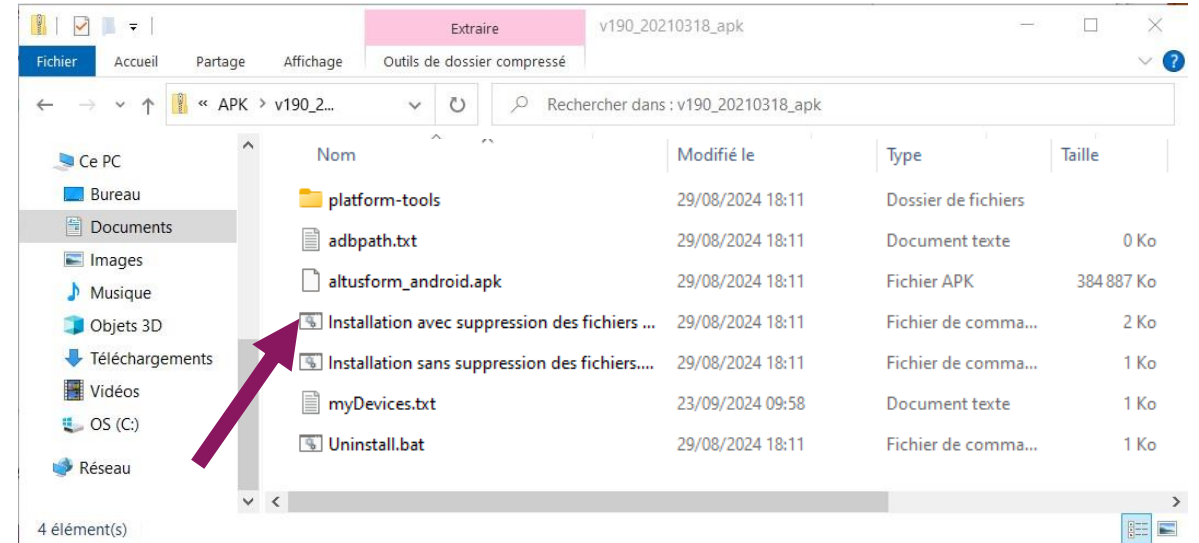 Extraire
v190_20210318_apk
Fichier Accueil Partage Affichage Outils de dossier compressé
« APK > v190_2... Rechercher dans : v190_20210318_apk
Ce PC
Bureau
Documents
Images
Musique
Objets 3D
Téléchargements
Vidéos
OS (C:)
Réseau
Nom Modifié le Type Taille
platform-tools 29/08/2024 18:11 Dossier de fichiers
adbpath.txt 29/08/2024 18:11 Document texte 0 Ko
altusform_android.apk 29/08/2024 18:11 Fichier APK 384 887 Ko
Installation avec suppression des fichiers ... 29/08/2024 18:11 Fichier de comma... 2 Ko
Installation sans suppression des fichiers.... 29/08/2024 18:11 Fichier de comma... 1 Ko
myDevices.txt 23/09/2024 09:58 Document texte 1 Ko
Uninstall.bat 29/08/2024 18:11 Fichier de comma... 1 Ko
4 élément(s)